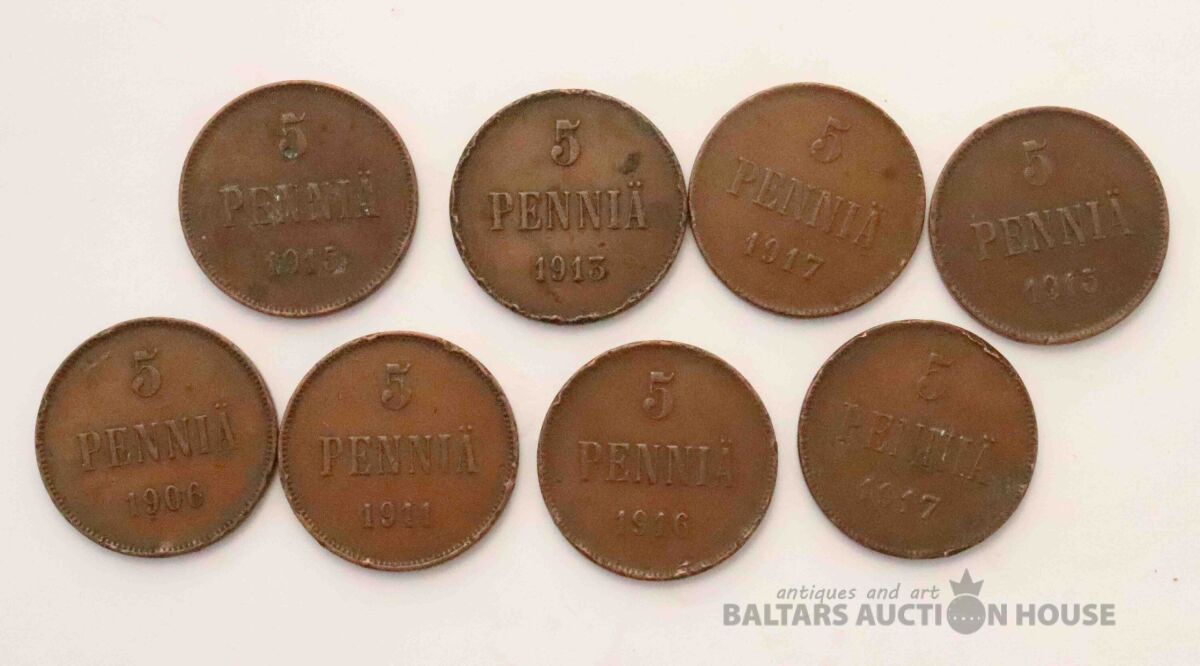 5
PENNIÄ
1915
5
PENNIÄ
1913
5
PENNIÄ
1917
5
PENNIÄ
1915
5
PENNIÄ
1906
5
PENNIÄ
1911
5
PENNIÄ
1916
5
PENNIÄ
1917
antiques and art
BALTARS AUCTION HOUSE